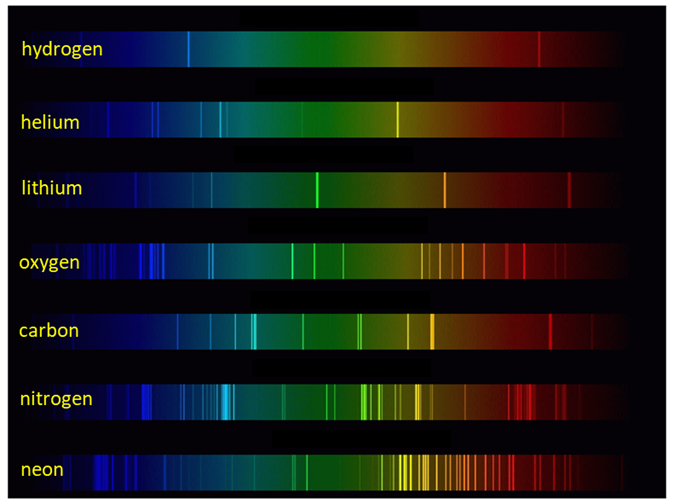 hydrogen
helium
lithium
oxygen
carbon
nitrogen
neon